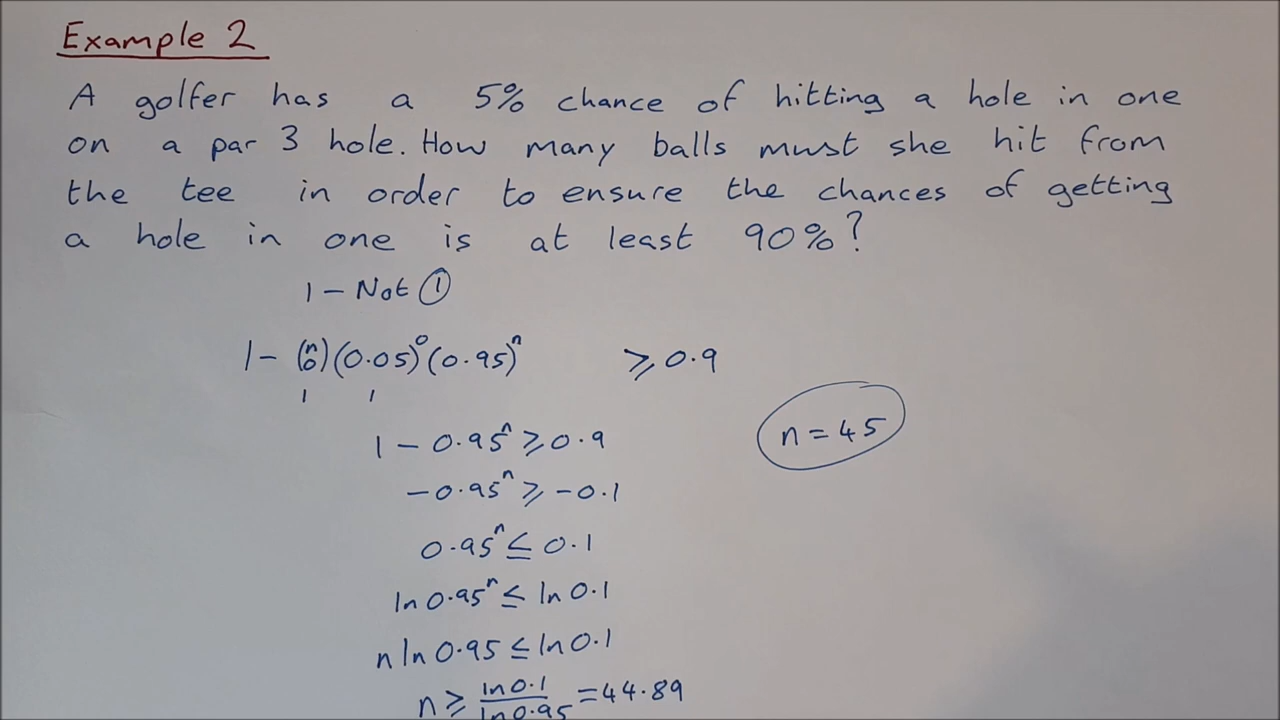 Example 2
A golfer has a 5% chance of hitting a hole in one
on a par 3 hole. How many balls must she hit from
the tee in order to ensure the chances of getting
a hole in one is at least 90%?
1 - Not ①
1 - (n 0)(0.05)⁰(0.95)ⁿ ⩾ 0.9
1 1
1 - 0.95ⁿ ⩾ 0.9
n = 45
-0.95ⁿ ⩾ -0.1
0.95ⁿ ≤ 0.1
ln 0.95ⁿ ≤ ln 0.1
n ln 0.95 ≤ ln 0.1
n ⩾ ln 0.1 / ln 0.95 = 44.89